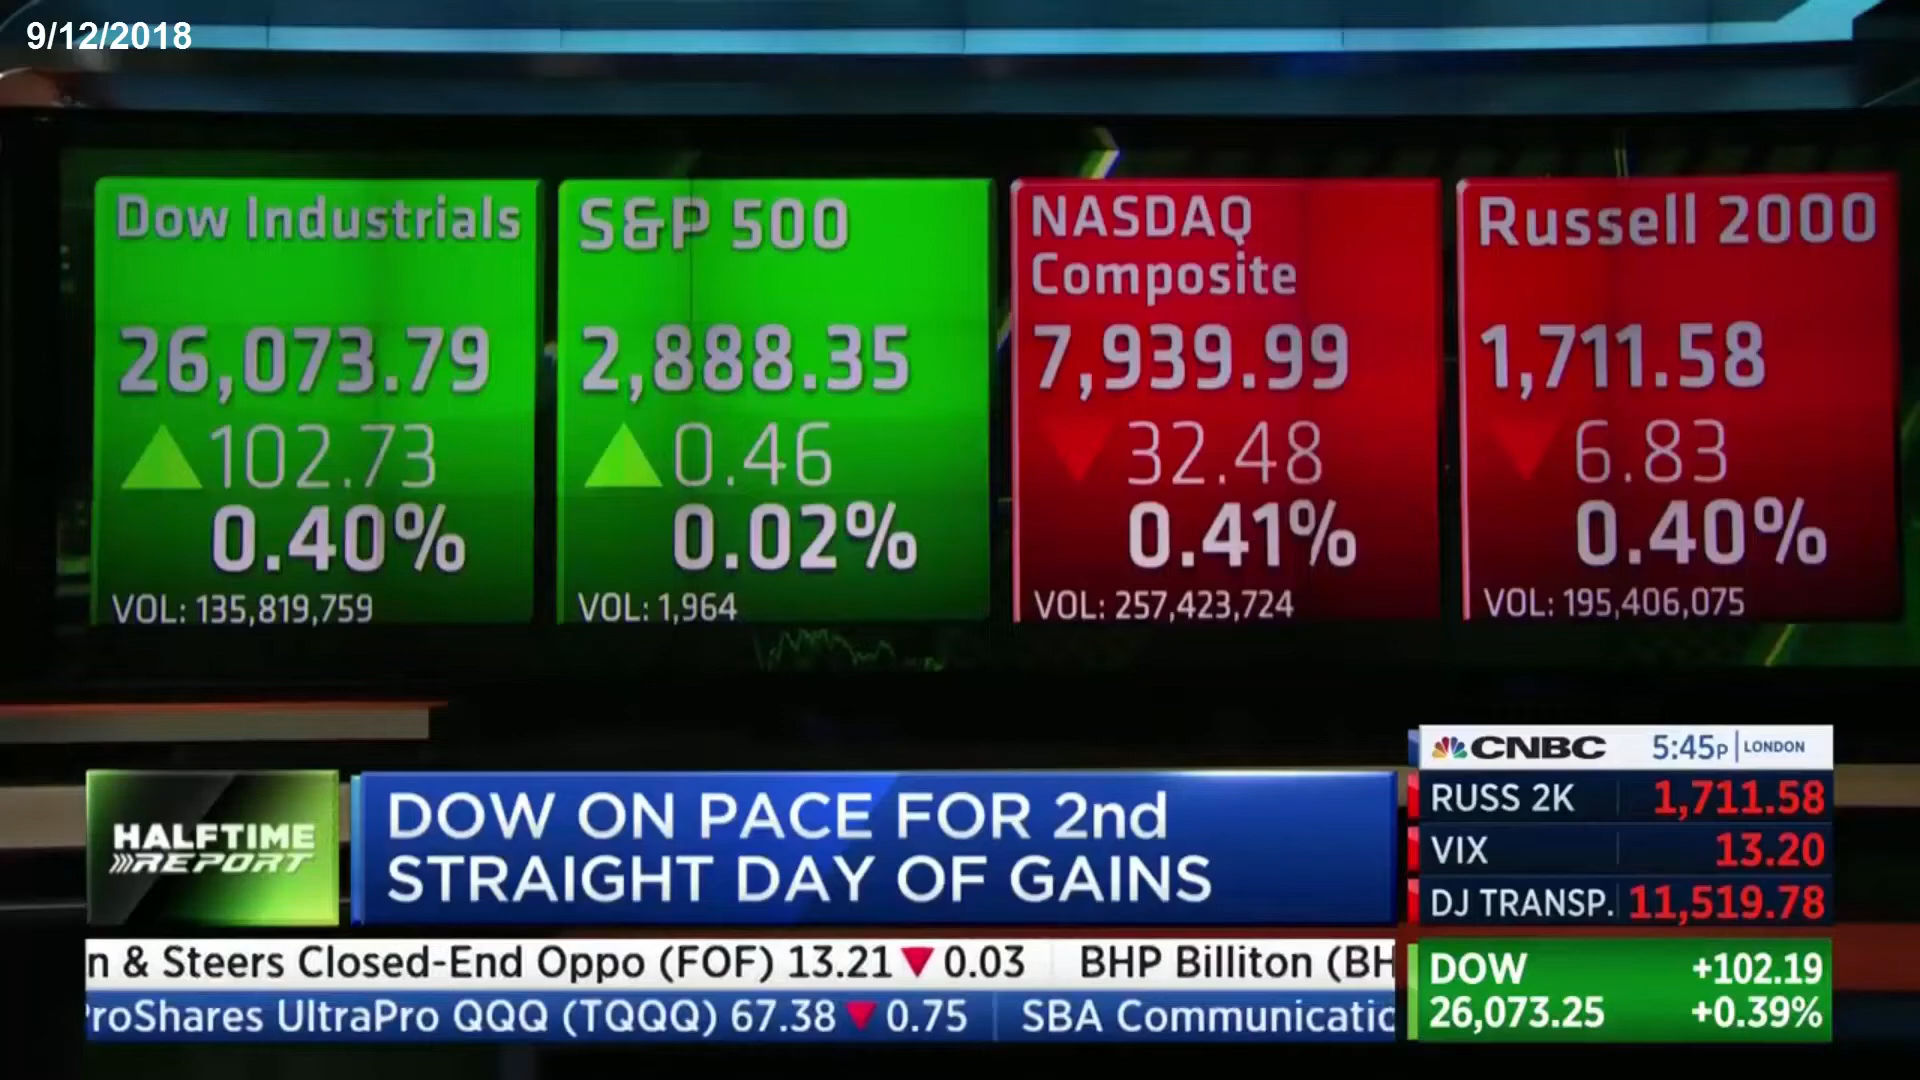 9/12/2018
Dow Industrials
26,073.79
102.73
0.40%
VOL: 135,819,759
S&P 500
2,888.35
0.46
0.02%
VOL: 1,964
NASDAQ
Composite
7,939.99
32.48
0.41%
VOL: 257,423,724
Russell 2000
1,711.58
6.83
0.40%
VOL: 195,406,075
HALFTIME
REPORT
DOW ON PACE FOR 2nd
STRAIGHT DAY OF GAINS
CNBC 5:45P LONDON
RUSS 2K 1,711.58
VIX 13.20
DJ TRANSP. 11,519.78
DOW +102.19
26,073.25 +0.39%
n & Steers Closed-End Oppo (FOF) 13.21 ▼ 0.03 BHP Billiton (BH
roShares UltraPro QQQ (TQQQ) 67.38 ▼ 0.75 SBA Communicatic